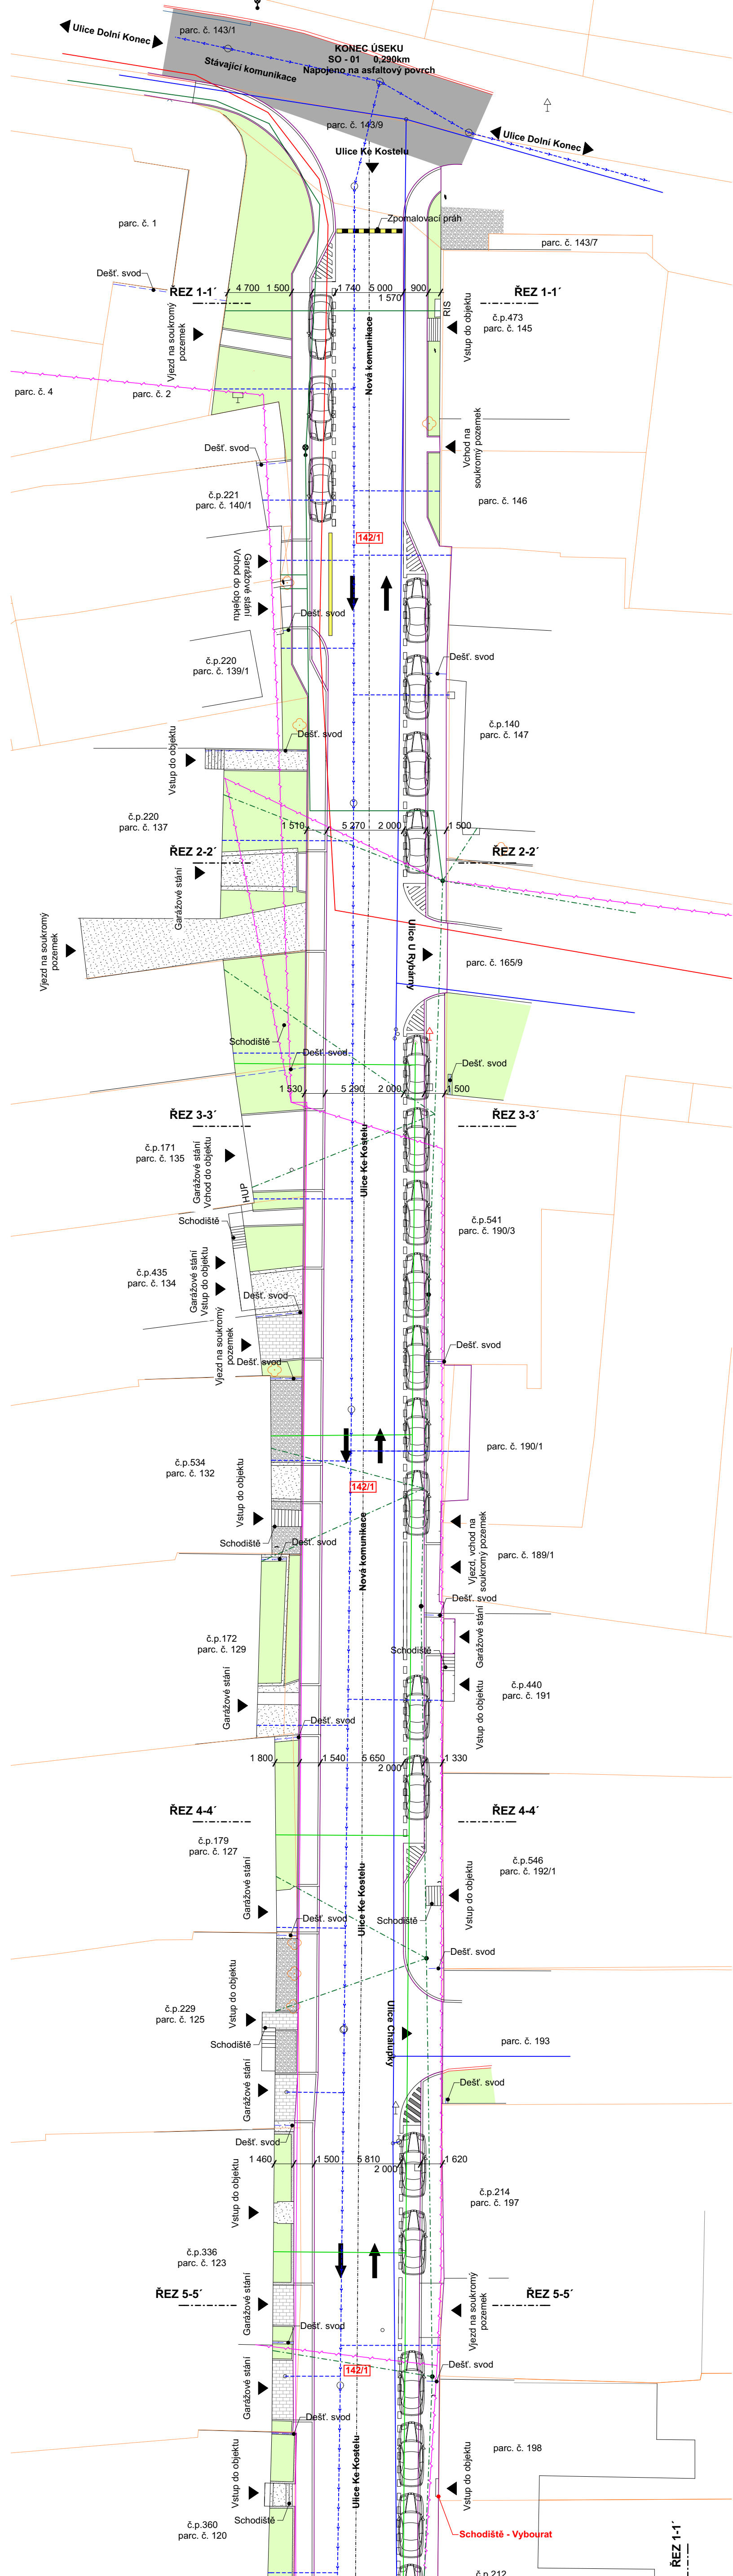 Ulice Dolní Konec
parc. č. 143/1
KONEC ÚSEKU
SO - 01 0,290km
Napojeno na asfaltový povrch
Stávající komunikace
parc. č. 143/9
Ulice Dolní Konec
Ulice Ke Kostelu
Zpomalovací práh
parc. č. 1
parc. č. 143/7
Dešť. svod
ŘEZ 1-1´
4 700
1 500
1 740
5 000
1 570
900
ŘEZ 1-1´
RIS
Vjezd na soukromý
pozemek
Nová komunikace
Vstup do objektu
č.p.473
parc. č. 145
parc. č. 4
parc. č. 2
Vchod na
soukromý pozemek
Dešť. svod
č.p.221
parc. č. 140/1
parc. č. 146
142/1
Garážové stání
Vchod do objektu
Dešť. svod
č.p.220
parc. č. 139/1
Dešť. svod
č.p.140
parc. č. 147
Dešť. svod
Vstup do objektu
č.p.220
parc. č. 137
1 510
5 270
2 000
1 500
ŘEZ 2-2´
ŘEZ 2-2´
Garážové stání
Vjezd na soukromý
pozemek
Ulice U Rybárny
parc. č. 165/9
Schodiště
Dešť. svod
Dešť. svod
1 530
5 290
2 000
1 500
ŘEZ 3-3´
ŘEZ 3-3´
Ulice Ke Kostelu
č.p.171
parc. č. 135
Garážové stání
Vchod do objektu
HUP
Schodiště
č.p.541
parc. č. 190/3
č.p.435
parc. č. 134
Garážové stání
Vstup do objektu
Dešť. svod
Vjezd na soukromý
pozemek
Dešť. svod
Dešť. svod
parc. č. 190/1
č.p.534
parc. č. 132
Vstup do objektu
142/1
Schodiště
Dešť. svod
Nová komunikace
Vjezd, vchod na
soukromý pozemek
parc. č. 189/1
Dešť. svod
č.p.172
parc. č. 129
Garážové stání
Schodiště
Garážové stání
Vstup do objektu
č.p.440
parc. č. 191
Dešť. svod
1 800
1 540
5 650
2 000
1 330
ŘEZ 4-4´
ŘEZ 4-4´
č.p.179
parc. č. 127
Garážové stání
Ulice Ke Kostelu
č.p.546
parc. č. 192/1
Vstup do objektu
Schodiště
Dešť. svod
Dešť. svod
č.p.229
parc. č. 125
Vstup do objektu
Schodiště
Ulice Chalupky
parc. č. 193
Garážové stání
Dešť. svod
Dešť. svod
1 460
1 500
5 810
2 000
1 620
Vstup do objektu
č.p.214
parc. č. 197
č.p.336
parc. č. 123
ŘEZ 5-5´
ŘEZ 5-5´
Garážové stání
Vjezd na soukromý
pozemek
Dešť. svod
142/1
Dešť. svod
Garážové stání
Dešť. svod
Ulice Ke Kostelu
parc. č. 198
Vstup do objektu
Vstup do objektu
Schodiště
č.p.360
parc. č. 120
Schodiště - Vybourat
ŘEZ 1-1´
č.p.212